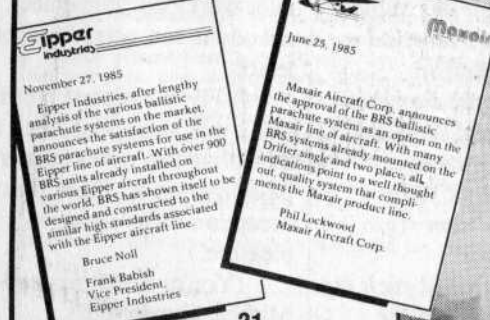 Eipper
industries
November 27, 1985
Eipper Industries, after lengthy
analysis of the various ballistic
parachute systems on the market,
announces the satisfaction of the
BRS parachute systems for use in the
Eipper line of aircraft. With over 900
BRS units already installed on
various Eipper aircraft throughout
the world, BRS has shown itself to be
designed and constructed to the
similar high standards associated
with the Eipper aircraft line.
Bruce Noll
Frank Babish
Vice President,
Eipper Industries
Maxair
June 25, 1985
Maxair Aircraft Corp. announces
the approval of the BRS ballistic
parachute system as an option on the
Maxair line of aircraft. With many
BRS systems already mounted on the
Drifter single and two place, all
indications point to a well thought
out, quality system that compli-
ments the Maxair product line.
Phil Lockwood
Maxair Aircraft Corp.
21